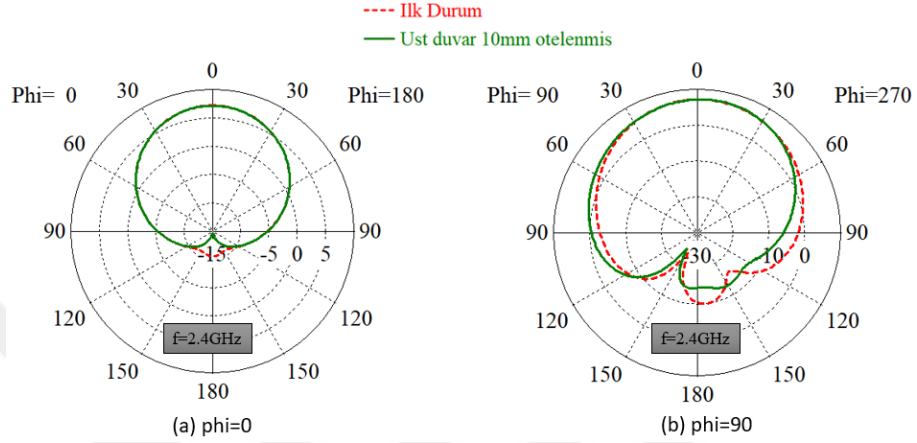 Ilk Durum
Ust duvar 10mm otelenmis
0
Phi= 0 30 30 Phi=180
60 60
90 -15 -5 0 5 90
120 120
f=2.4GHz
150 150
180
(a) phi=0
0
Phi= 90 30 30 Phi=270
60 60
90 -30 -10 0 90
120 120
f=2.4GHz
150 150
180
(b) phi=90